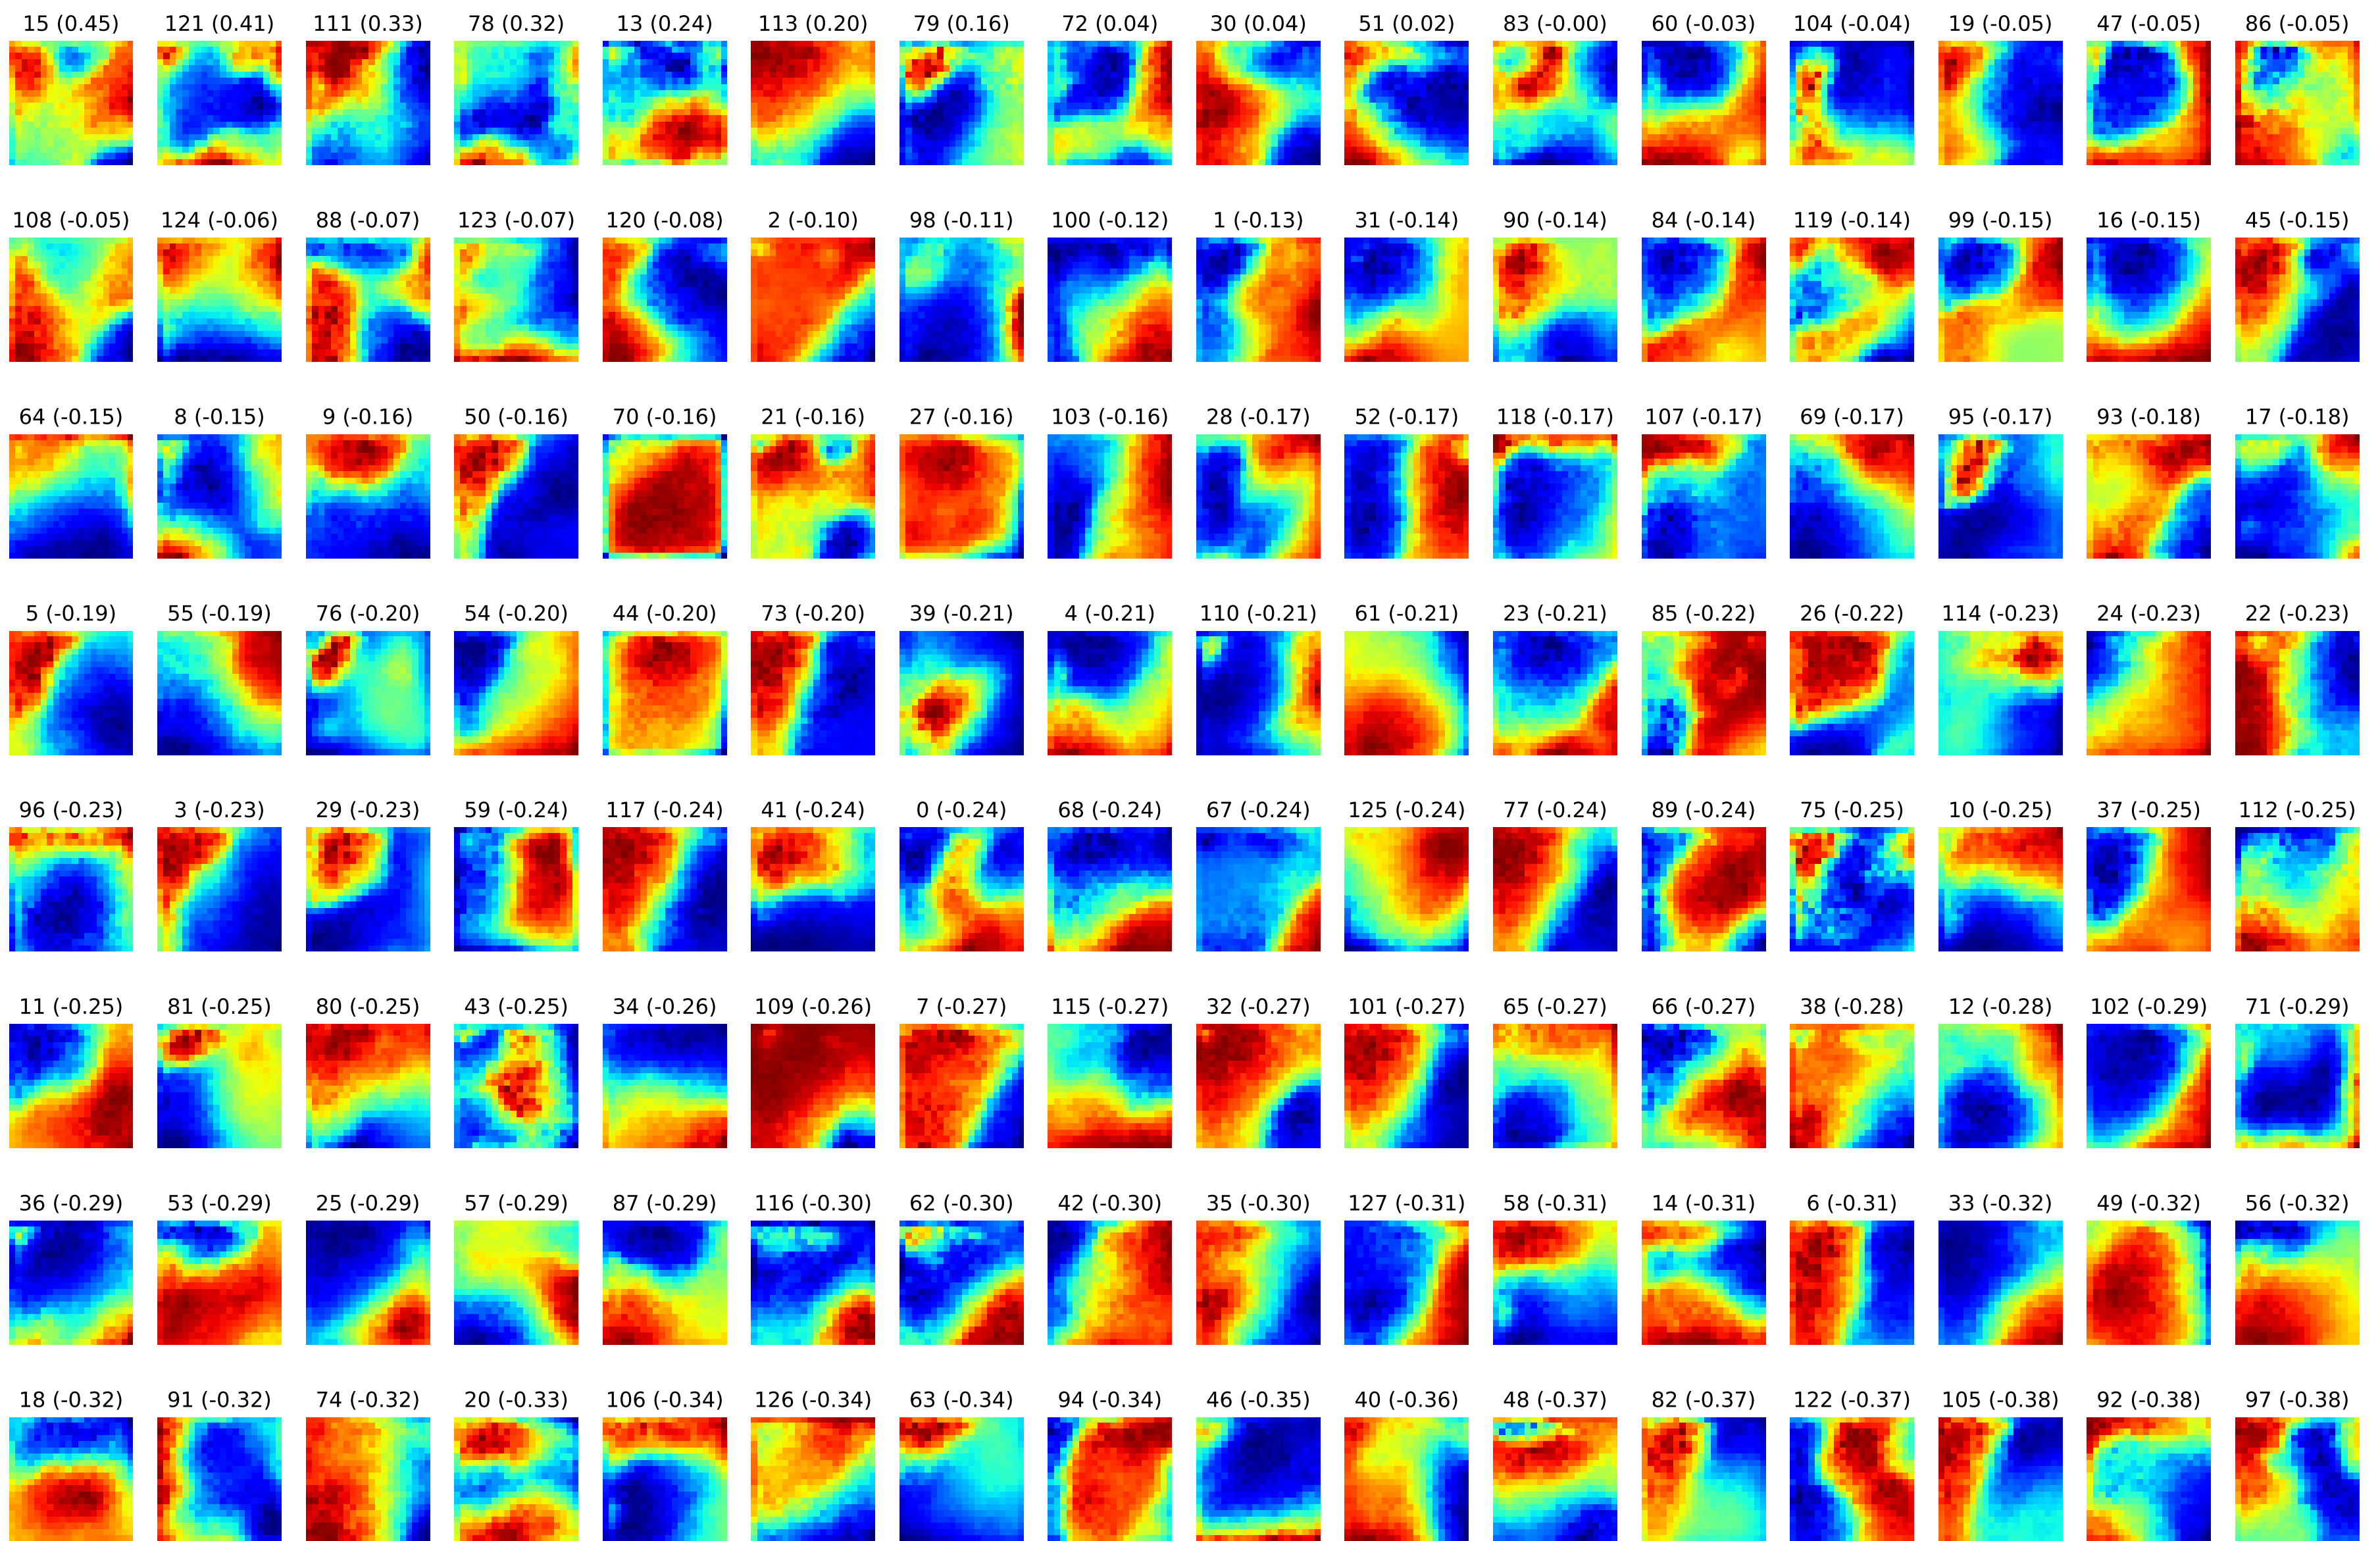 15 (0.45) 121 (0.41) 111 (0.33) 78 (0.32) 13 (0.24) 113 (0.20) 79 (0.16) 72 (0.04) 30 (0.04) 51 (0.02) 83 (-0.00) 60 (-0.03) 104 (-0.04) 19 (-0.05) 47 (-0.05) 86 (-0.05)
108 (-0.05) 124 (-0.06) 88 (-0.07) 123 (-0.07) 120 (-0.08) 2 (-0.10) 98 (-0.11) 100 (-0.12) 1 (-0.13) 31 (-0.14) 90 (-0.14) 84 (-0.14) 119 (-0.14) 99 (-0.15) 16 (-0.15) 45 (-0.15)
64 (-0.15) 8 (-0.15) 9 (-0.16) 50 (-0.16) 70 (-0.16) 21 (-0.16) 27 (-0.16) 103 (-0.16) 28 (-0.17) 52 (-0.17) 118 (-0.17) 107 (-0.17) 69 (-0.17) 95 (-0.17) 93 (-0.18) 17 (-0.18)
5 (-0.19) 55 (-0.19) 76 (-0.20) 54 (-0.20) 44 (-0.20) 73 (-0.20) 39 (-0.21) 4 (-0.21) 110 (-0.21) 61 (-0.21) 23 (-0.21) 85 (-0.22) 26 (-0.22) 114 (-0.23) 24 (-0.23) 22 (-0.23)
96 (-0.23) 3 (-0.23) 29 (-0.23) 59 (-0.24) 117 (-0.24) 41 (-0.24) 0 (-0.24) 68 (-0.24) 67 (-0.24) 125 (-0.24) 77 (-0.24) 89 (-0.24) 75 (-0.25) 10 (-0.25) 37 (-0.25) 112 (-0.25)
11 (-0.25) 81 (-0.25) 80 (-0.25) 43 (-0.25) 34 (-0.26) 109 (-0.26) 7 (-0.27) 115 (-0.27) 32 (-0.27) 101 (-0.27) 65 (-0.27) 66 (-0.27) 38 (-0.28) 12 (-0.28) 102 (-0.29) 71 (-0.29)
36 (-0.29) 53 (-0.29) 25 (-0.29) 57 (-0.29) 87 (-0.29) 116 (-0.30) 62 (-0.30) 42 (-0.30) 35 (-0.30) 127 (-0.31) 58 (-0.31) 14 (-0.31) 6 (-0.31) 33 (-0.32) 49 (-0.32) 56 (-0.32)
18 (-0.32) 91 (-0.32) 74 (-0.32) 20 (-0.33) 106 (-0.34) 126 (-0.34) 63 (-0.34) 94 (-0.34) 46 (-0.35) 40 (-0.36) 48 (-0.37) 82 (-0.37) 122 (-0.37) 105 (-0.38) 92 (-0.38) 97 (-0.38)